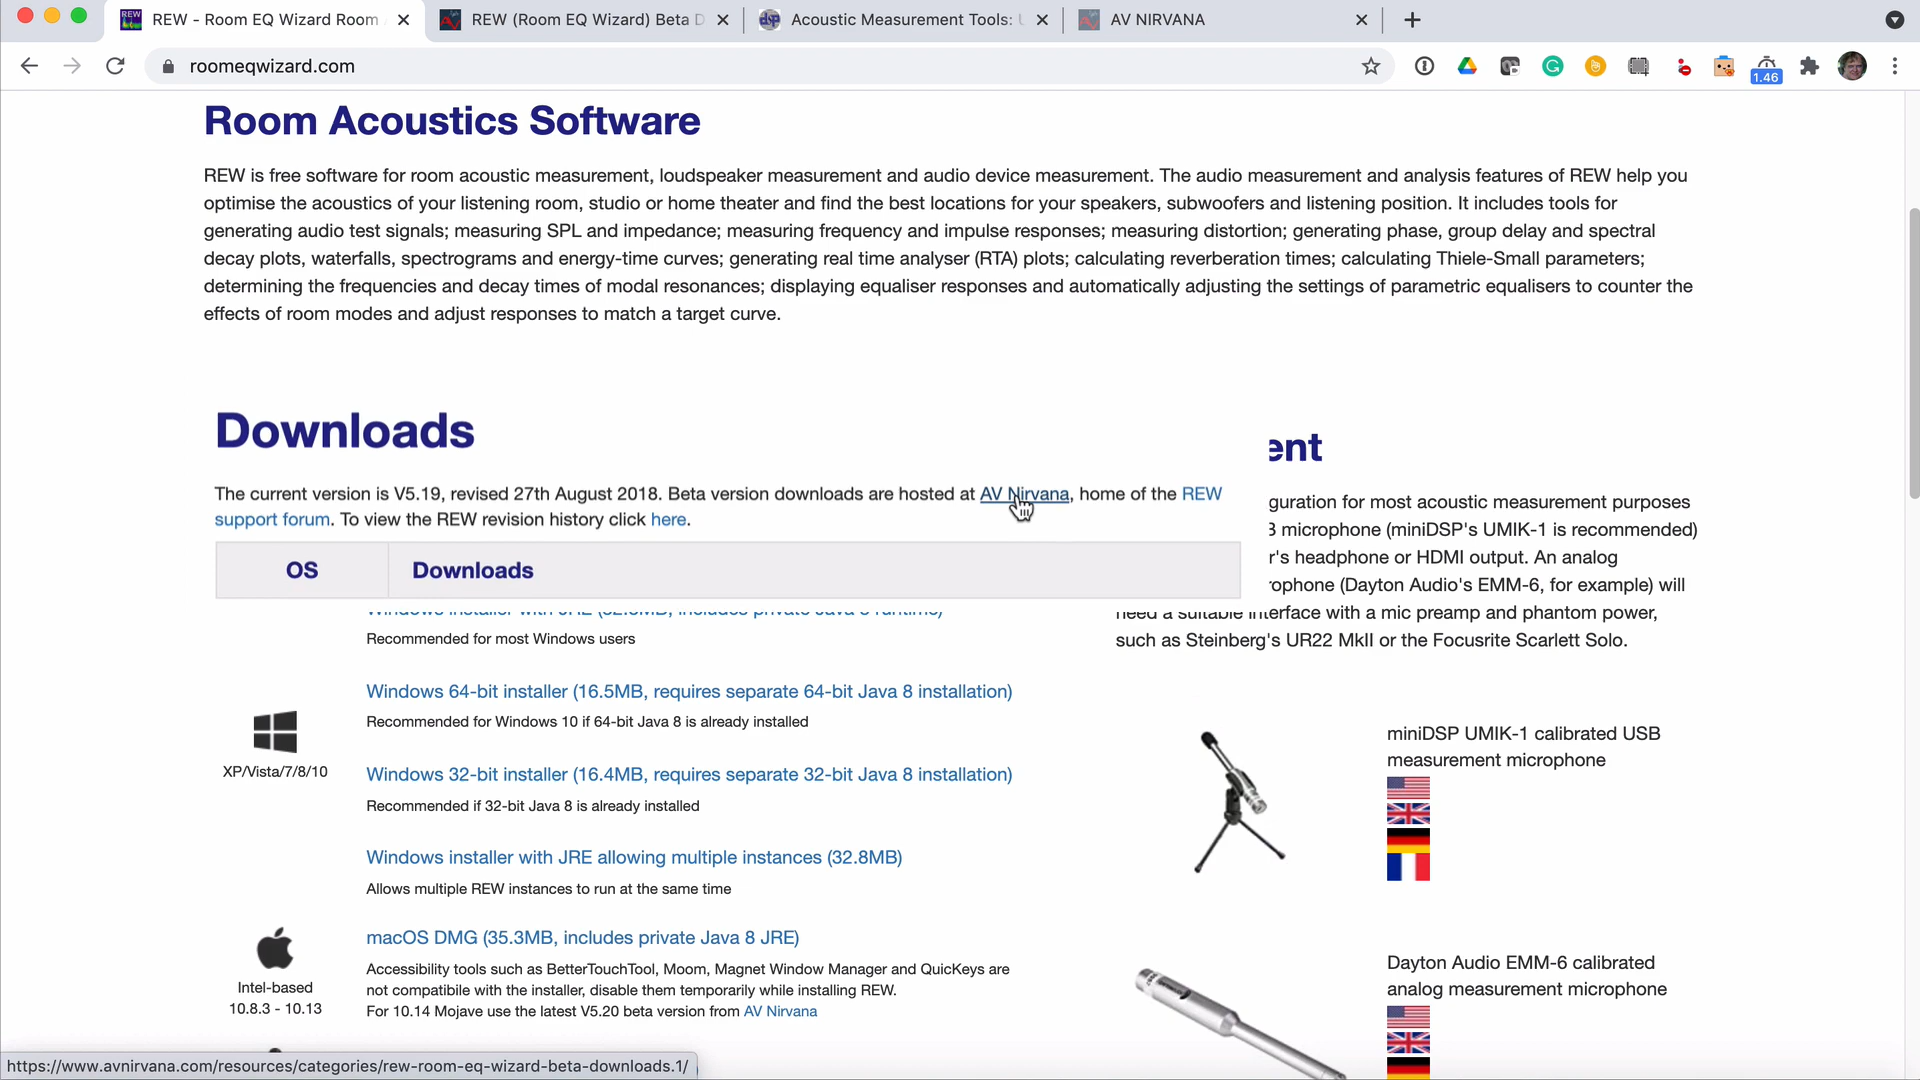 REW - Room EQ Wizard Room
REW (Room EQ Wizard) Beta D
Acoustic Measurement Tools:
AV NIRVANA
roomeqwizard.com
1.46
Room Acoustics Software
REW is free software for room acoustic measurement, loudspeaker measurement and audio device measurement. The audio measurement and analysis features of REW help you
optimise the acoustics of your listening room, studio or home theater and find the best locations for your speakers, subwoofers and listening position. It includes tools for
generating audio test signals; measuring SPL and impedance; measuring frequency and impulse responses; measuring distortion; generating phase, group delay and spectral
decay plots, waterfalls, spectrograms and energy-time curves; generating real time analyser (RTA) plots; calculating reverberation times; calculating Thiele-Small parameters;
determining the frequencies and decay times of modal resonances; displaying equaliser responses and automatically adjusting the settings of parametric equalisers to counter the
effects of room modes and adjust responses to match a target curve.
Downloads
The current version is V5.19, revised 27th August 2018. Beta version downloads are hosted at AV Nirvana, home of the REW
support forum. To view the REW revision history click here.
OS Downloads
Windows installer with JRE (32.8MB, includes private Java 8 runtime)
Recommended for most Windows users
Windows 64-bit installer (16.5MB, requires separate 64-bit Java 8 installation)
Recommended for Windows 10 if 64-bit Java 8 is already installed
XP/Vista/7/8/10
Windows 32-bit installer (16.4MB, requires separate 32-bit Java 8 installation)
Recommended if 32-bit Java 8 is already installed
Windows installer with JRE allowing multiple instances (32.8MB)
Allows multiple REW instances to run at the same time
macOS DMG (35.3MB, includes private Java 8 JRE)
Accessibility tools such as BetterTouchTool, Moom, Magnet Window Manager and QuicKeys are
not compatibile with the installer, disable them temporarily while installing REW.
For 10.14 Mojave use the latest V5.20 beta version from AV Nirvana
Intel-based
10.8.3 - 10.13
ent
guration for most acoustic measurement purposes
microphone (miniDSP's UMIK-1 is recommended)
r's headphone or HDMI output. An analog
rophone (Dayton Audio's EMM-6, for example) will
need a suitable interface with a mic preamp and phantom power,
such as Steinberg's UR22 MkII or the Focusrite Scarlett Solo.
miniDSP UMIK-1 calibrated USB
measurement microphone
Dayton Audio EMM-6 calibrated
analog measurement microphone
https://www.avnirvana.com/resources/categories/rew-room-eq-wizard-beta-downloads.1/